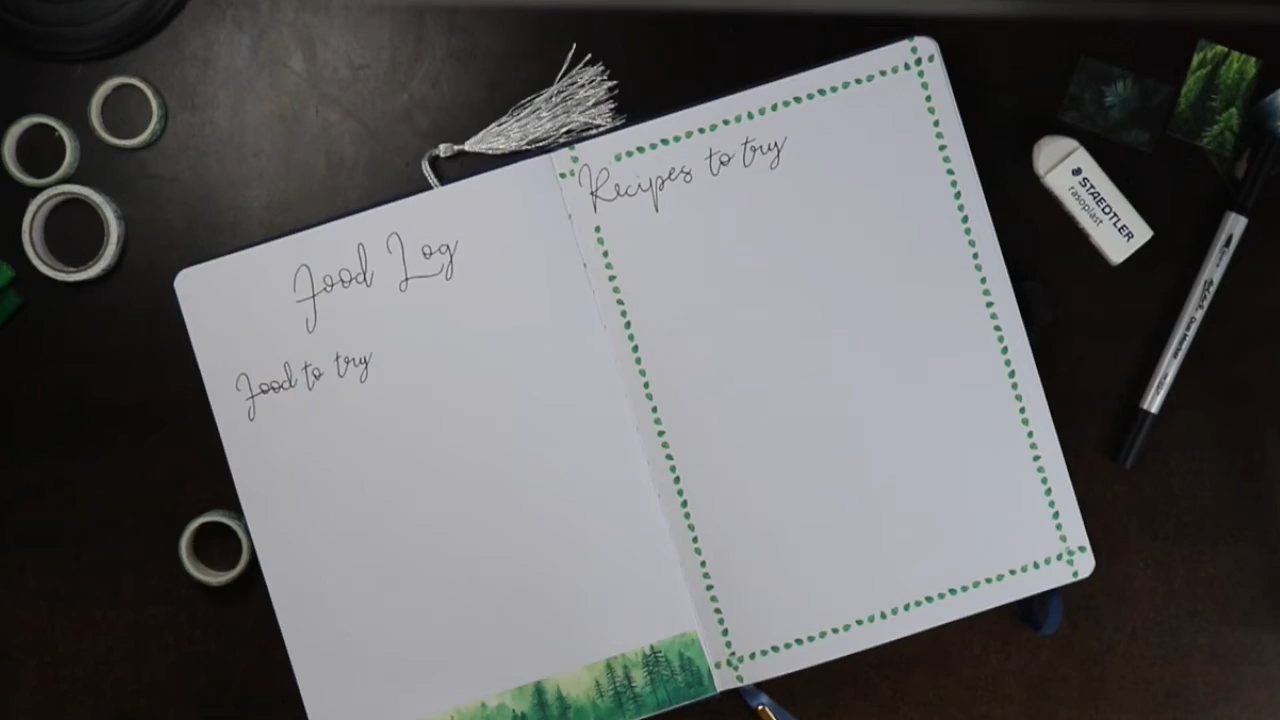 Food Log
Food to try
Recipes to try
STAEDTLER
rasoplast